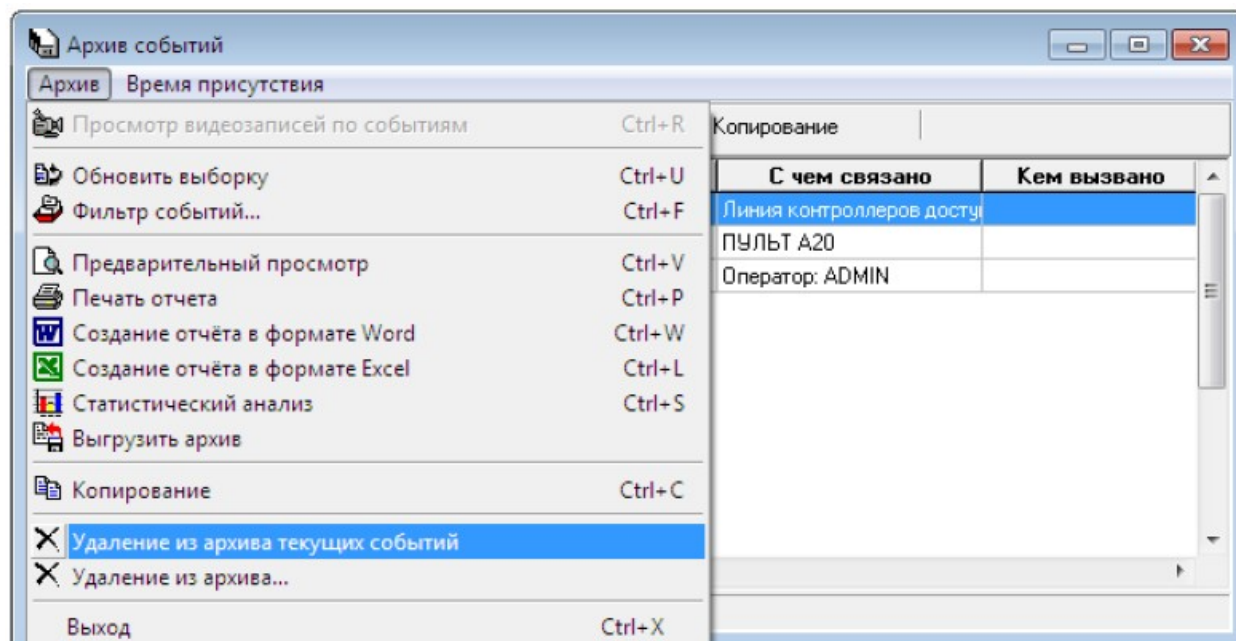 Архив событий
Архив Время присутствия
Просмотр видеозаписей по событиям Ctrl+R
Копирование
Обновить выборку Ctrl+U
С чем связано Кем вызвано
Фильтр событий... Ctrl+F
Линия контроллеров досту
ПУЛЬТ А20
Предварительный просмотр Ctrl+V
Оператор: ADMIN
Печать отчета Ctrl+P
Создание отчёта в формате Word Ctrl+W
Создание отчёта в формате Excel Ctrl+L
Статистический анализ Ctrl+S
Выгрузить архив
Копирование Ctrl+C
Удаление из архива текущих событий
Удаление из архива...
Выход Ctrl+X